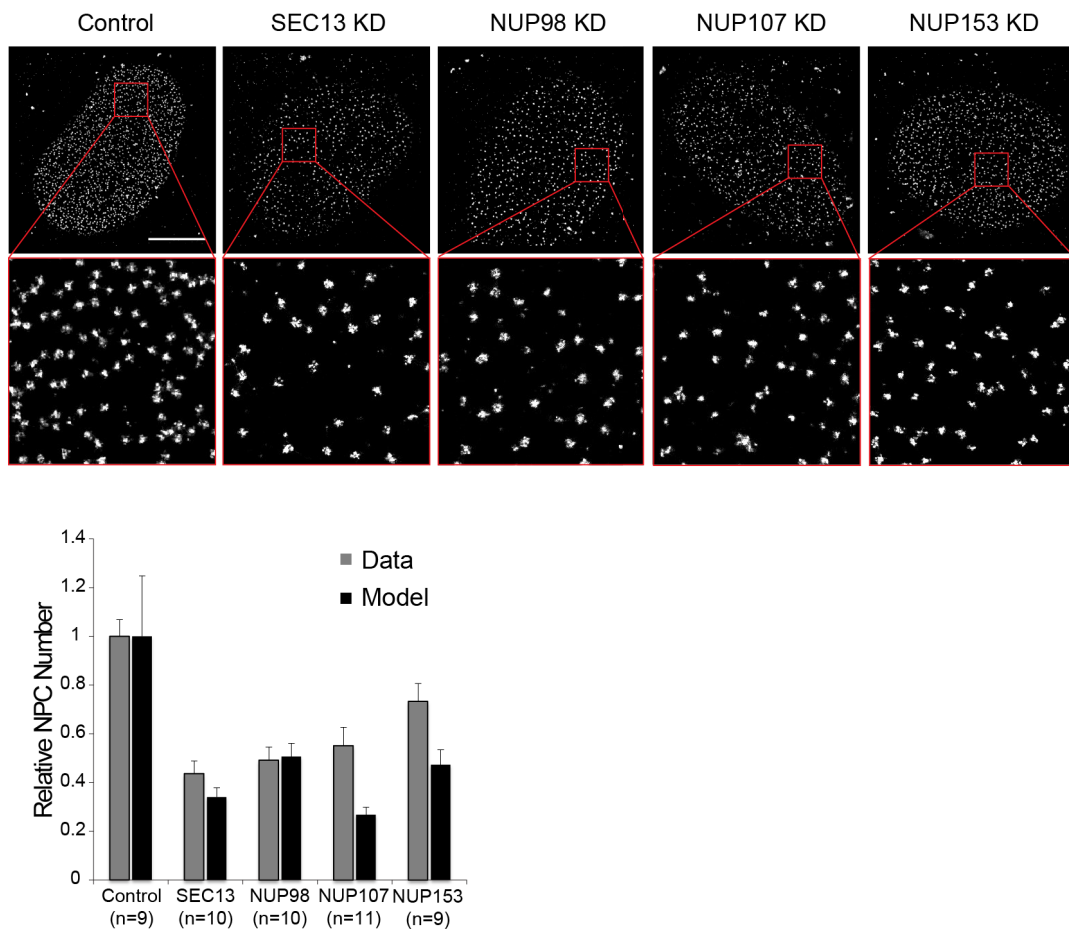 Control SEC13 KD NUP98 KD NUP107 KD NUP153 KD
1.4
1.2
1
0.8
0.6
0.4
0.2
0
Relative NPC Number
Data
Model
Control SEC13 NUP98 NUP107 NUP153
(n=9) (n=10) (n=10) (n=11) (n=9)